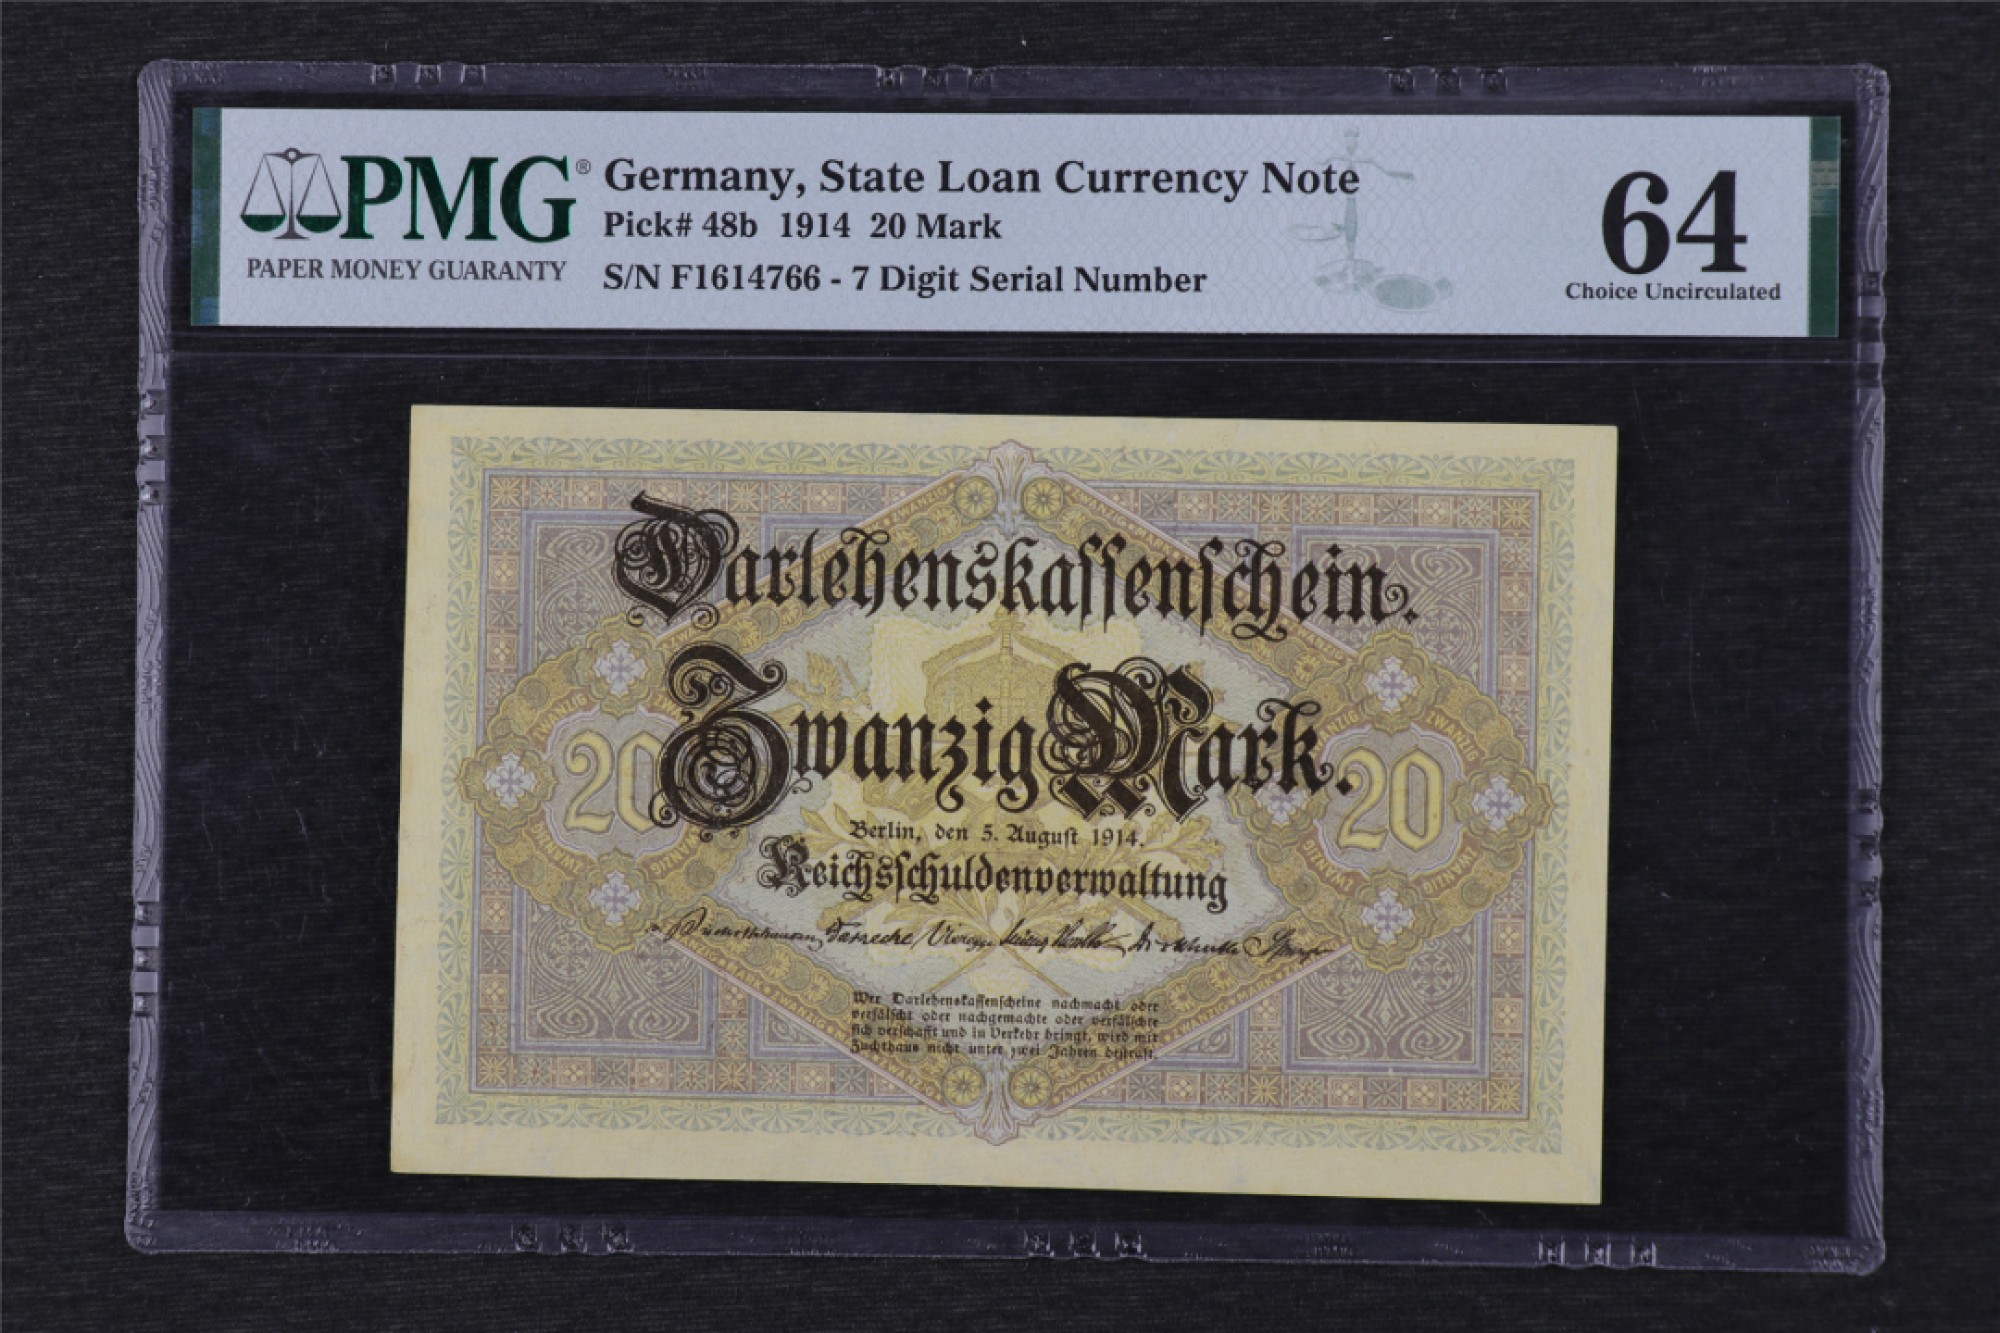 PMG®
PAPER MONEY GUARANTY
Germany, State Loan Currency Note
Pick# 48b 1914 20 Mark
S/N F1614766 - 7 Digit Serial Number
64
Choice Uncirculated
Darlehenskassenschein.
Zwanzig Mark.
20 20
Berlin, den 5. August 1914.
Reichsschuldenverwaltung
Wer Darlehenskassenscheine nachmacht oder
verfälscht oder nachgemachte oder verfälschte
sich verschafft und in Verkehr bringt, wird mit
Zuchthaus nicht unter zwei Jahren bestraft.